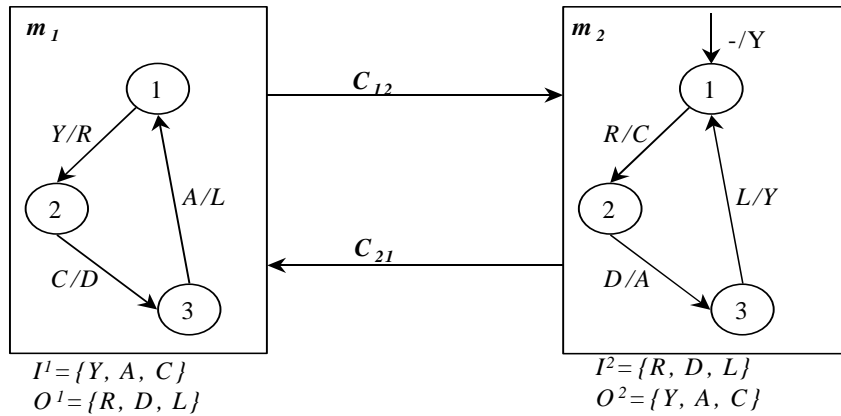 m1
1
Y/R
2
A/L
C/D
3
I¹={Y, A, C}
O¹={R, D, L}
C12
C21
m2
-/Y
1
R/C
2
L/Y
D/A
3
I²={R, D, L}
O²={Y, A, C}